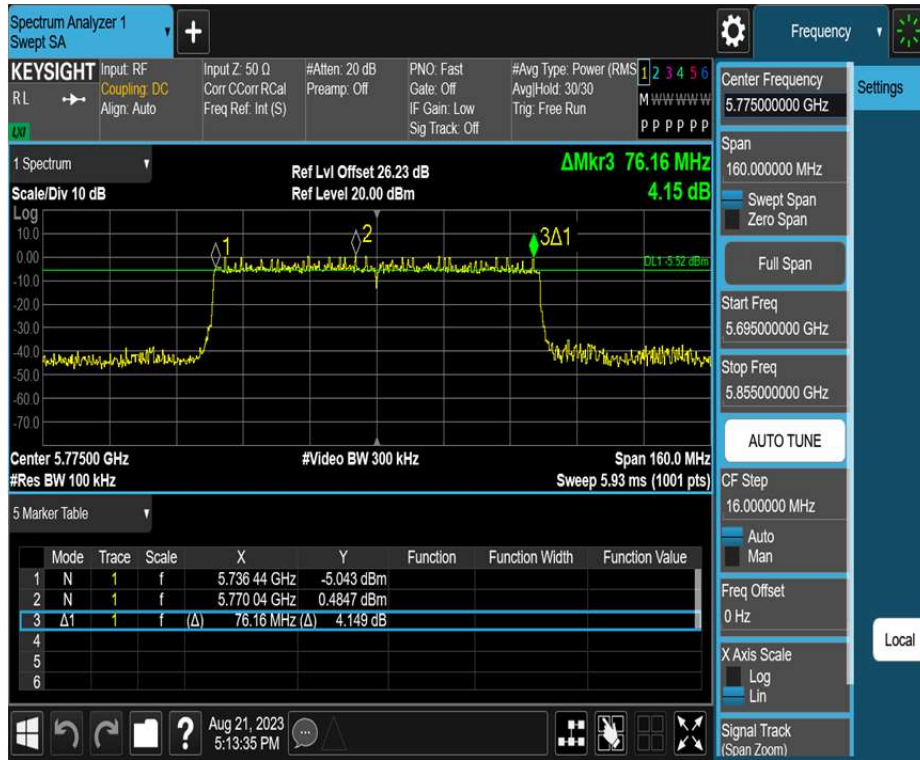 Spectrum Analyzer 1
Swept SA
+
Frequency
KEYSIGHT
RL
LXI
Input: RF
Coupling: DC
Align: Auto
Input Z: 50 Ω
Corr CCorr RCal
Freq Ref: Int (S)
#Atten: 20 dB
Preamp: Off
PNO: Fast
Gate: Off
IF Gain: Low
Sig Track: Off
#Avg Type: Power (RMS
Avg|Hold: 30/30
Trig: Free Run
1 2 3 4 5 6
M W W W W W
P P P P P P
Center Frequency
5.775000000 GHz
Settings
Span
160.000000 MHz
Swept Span
Zero Span
Full Span
Start Freq
5.695000000 GHz
Stop Freq
5.855000000 GHz
AUTO TUNE
CF Step
16.000000 MHz
Auto
Man
Freq Offset
0 Hz
X Axis Scale
Log
Lin
Signal Track
(Span Zoom)
Local
1 Spectrum
Scale/Div 10 dB
Log
Ref Lvl Offset 26.23 dB
Ref Level 20.00 dBm
ΔMkr3 76.16 MHz
4.15 dB
10.0
0.00
-10.0
-20.0
-30.0
-40.0
-50.0
-60.0
-70.0
1
2
3Δ1
DL1 -5.52 dBm
Center 5.77500 GHz
#Video BW 300 kHz
Span 160.0 MHz
#Res BW 100 kHz
Sweep 5.93 ms (1001 pts)
5 Marker Table
Mode Trace Scale X Y Function Function Width Function Value
1 N 1 f 5.736 44 GHz -5.043 dBm
2 N 1 f 5.770 04 GHz 0.4847 dBm
3 Δ1 1 f (Δ) 76.16 MHz (Δ) 4.149 dB
4
5
6
?
Aug 21, 2023
5:13:35 PM